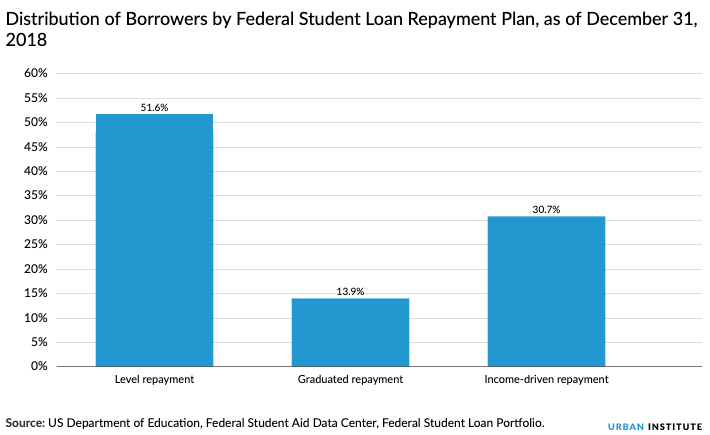 Distribution of Borrowers by Federal Student Loan Repayment Plan, as of December 31,
2018
60%
55%
50%
45%
40%
35%
30%
25%
20%
15%
10%
5%
0%
51.6%
13.9%
30.7%
Level repayment
Graduated repayment
Income-driven repayment
Source: US Department of Education, Federal Student Aid Data Center, Federal Student Loan Portfolio.
URBAN INSTITUTE